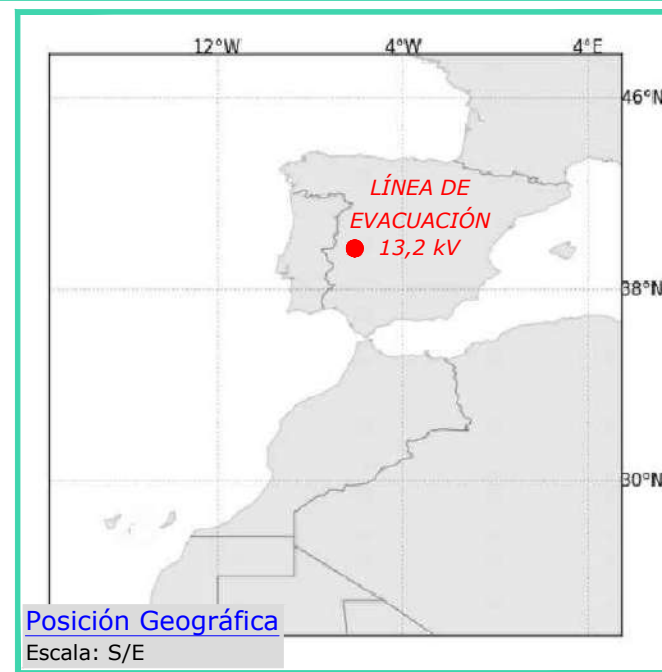 12°W 4°W 4°E
46°N
LÍNEA DE
EVACUACIÓN
13,2 kV
38°N
30°N
Posición Geográfica
Escala: S/E